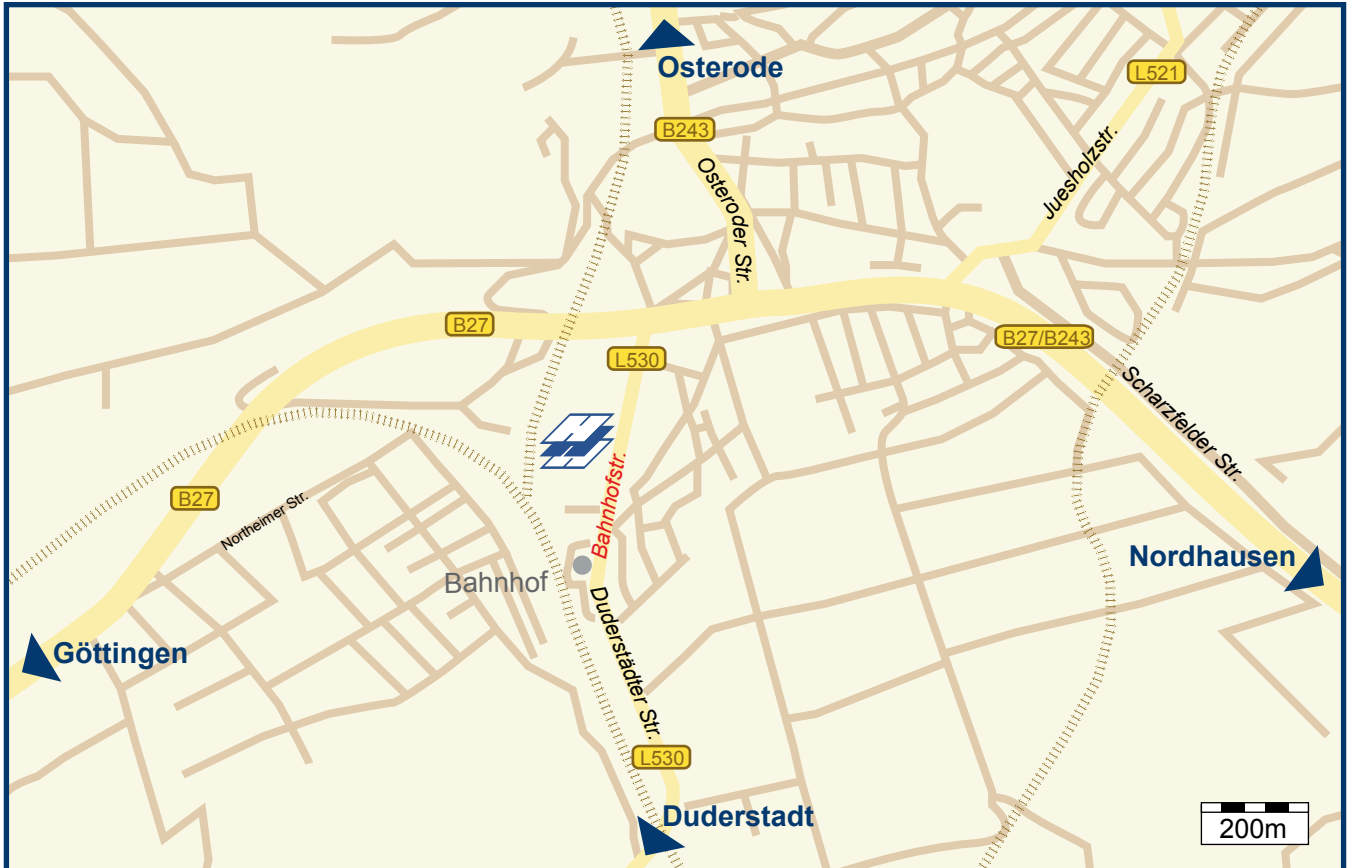 Osterode
L521
B243
Osteroder Str.
Juesholzstr.
B27
B27/B243
L530
Scharzfelder Str.
Bahnhofstr.
B27
Northeimer Str.
Nordhausen
Bahnhof
Duderstädter Str.
Göttingen
L530
Duderstadt
200m